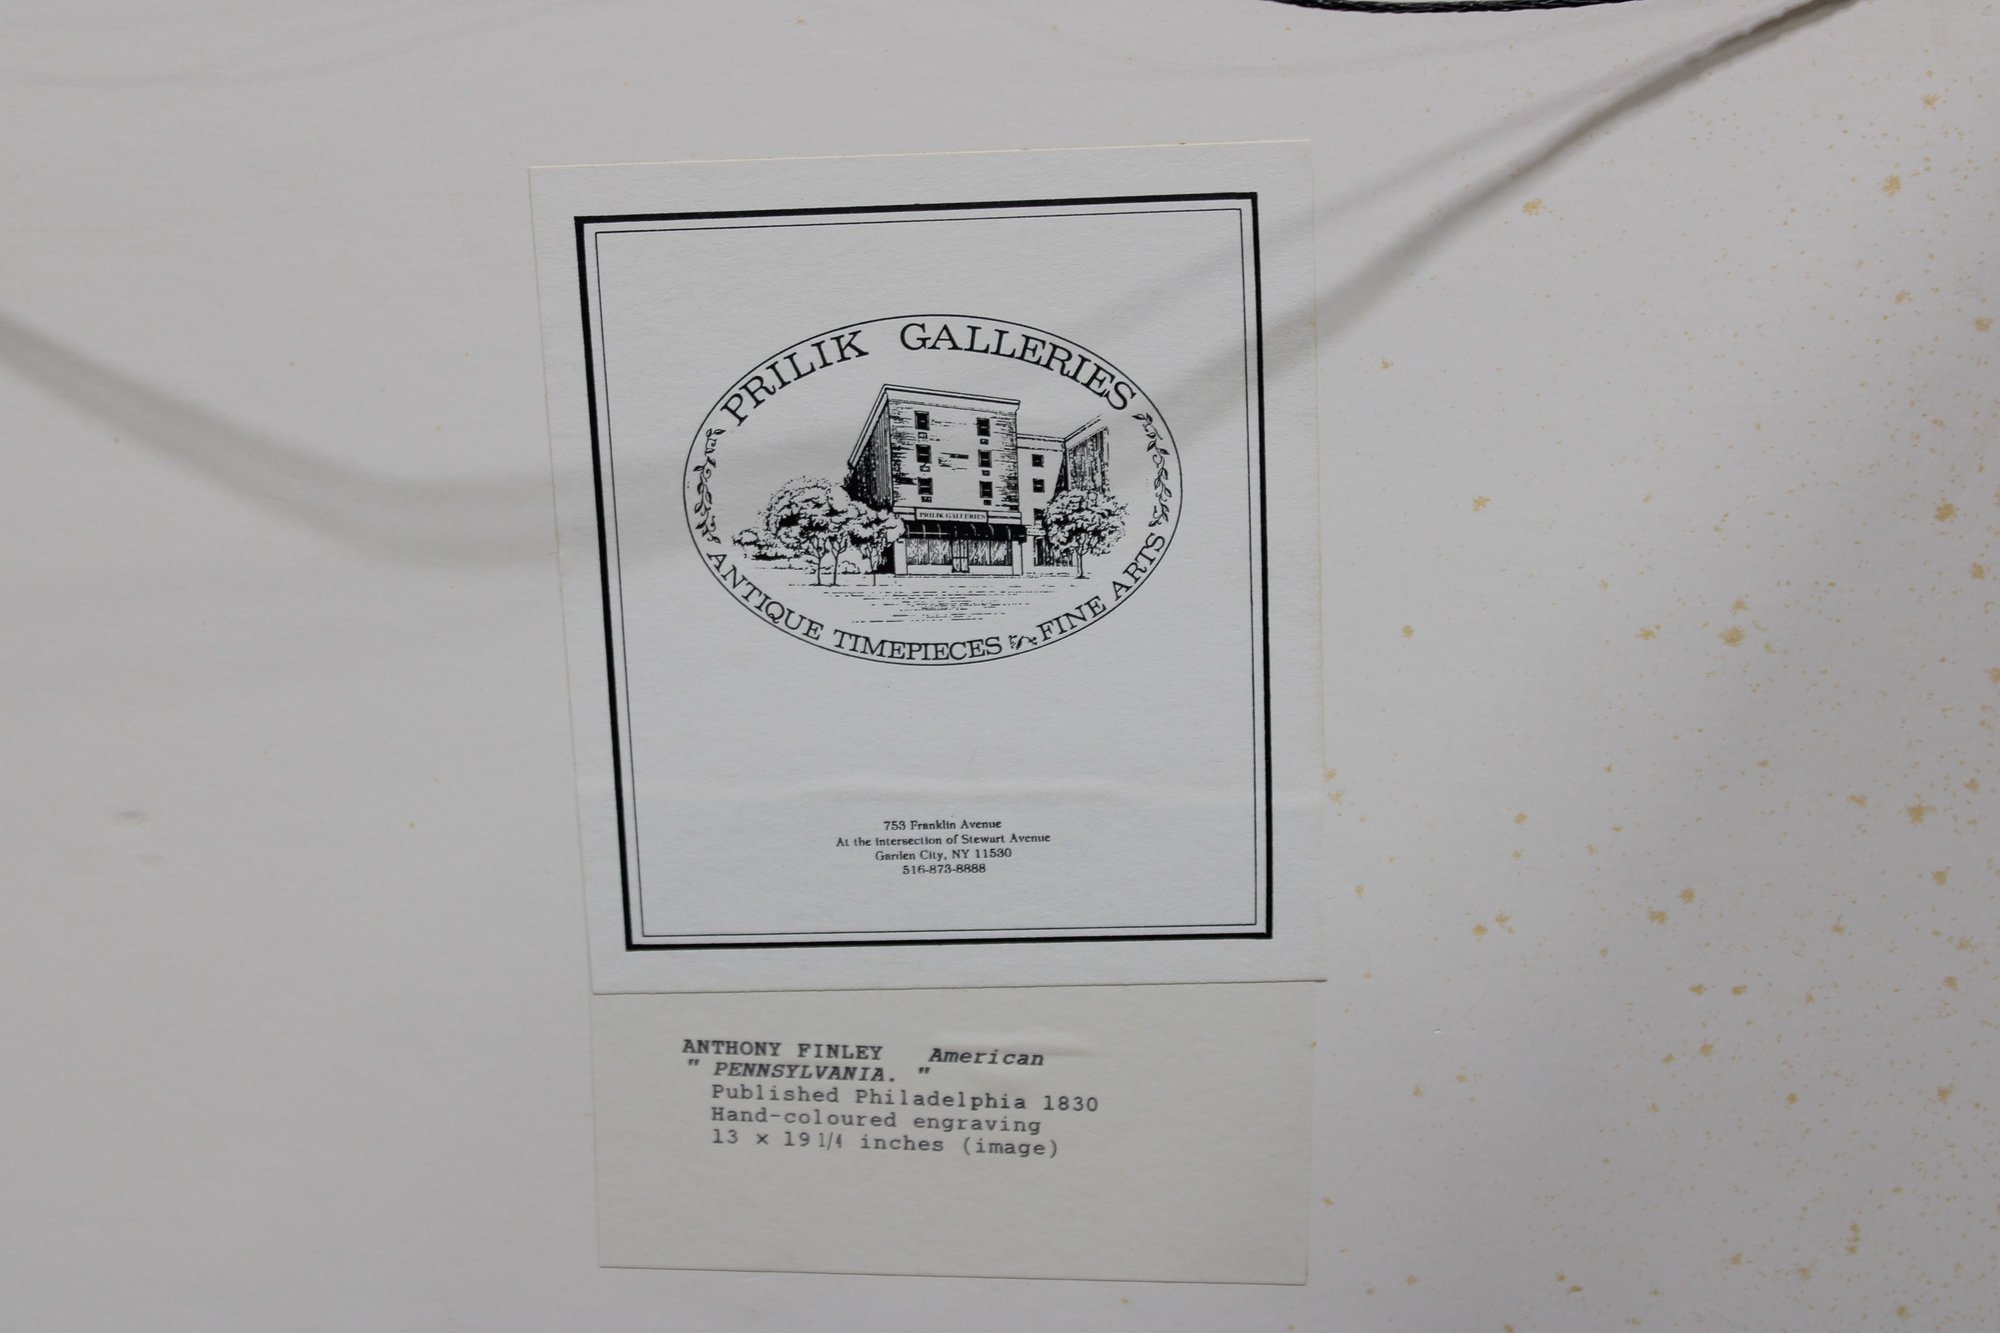 PRILIK GALLERIES
PRILIK GALLERIES
ANTIQUE TIMEPIECES FINE ARTS
753 Franklin Avenue
At the intersection of Stewart Avenue
Garden City, NY 11530
516-873-8888
ANTHONY FINLEY American
" PENNSYLVANIA. "
Published Philadelphia 1830
Hand-coloured engraving
13 x 19 1/4 inches (image)